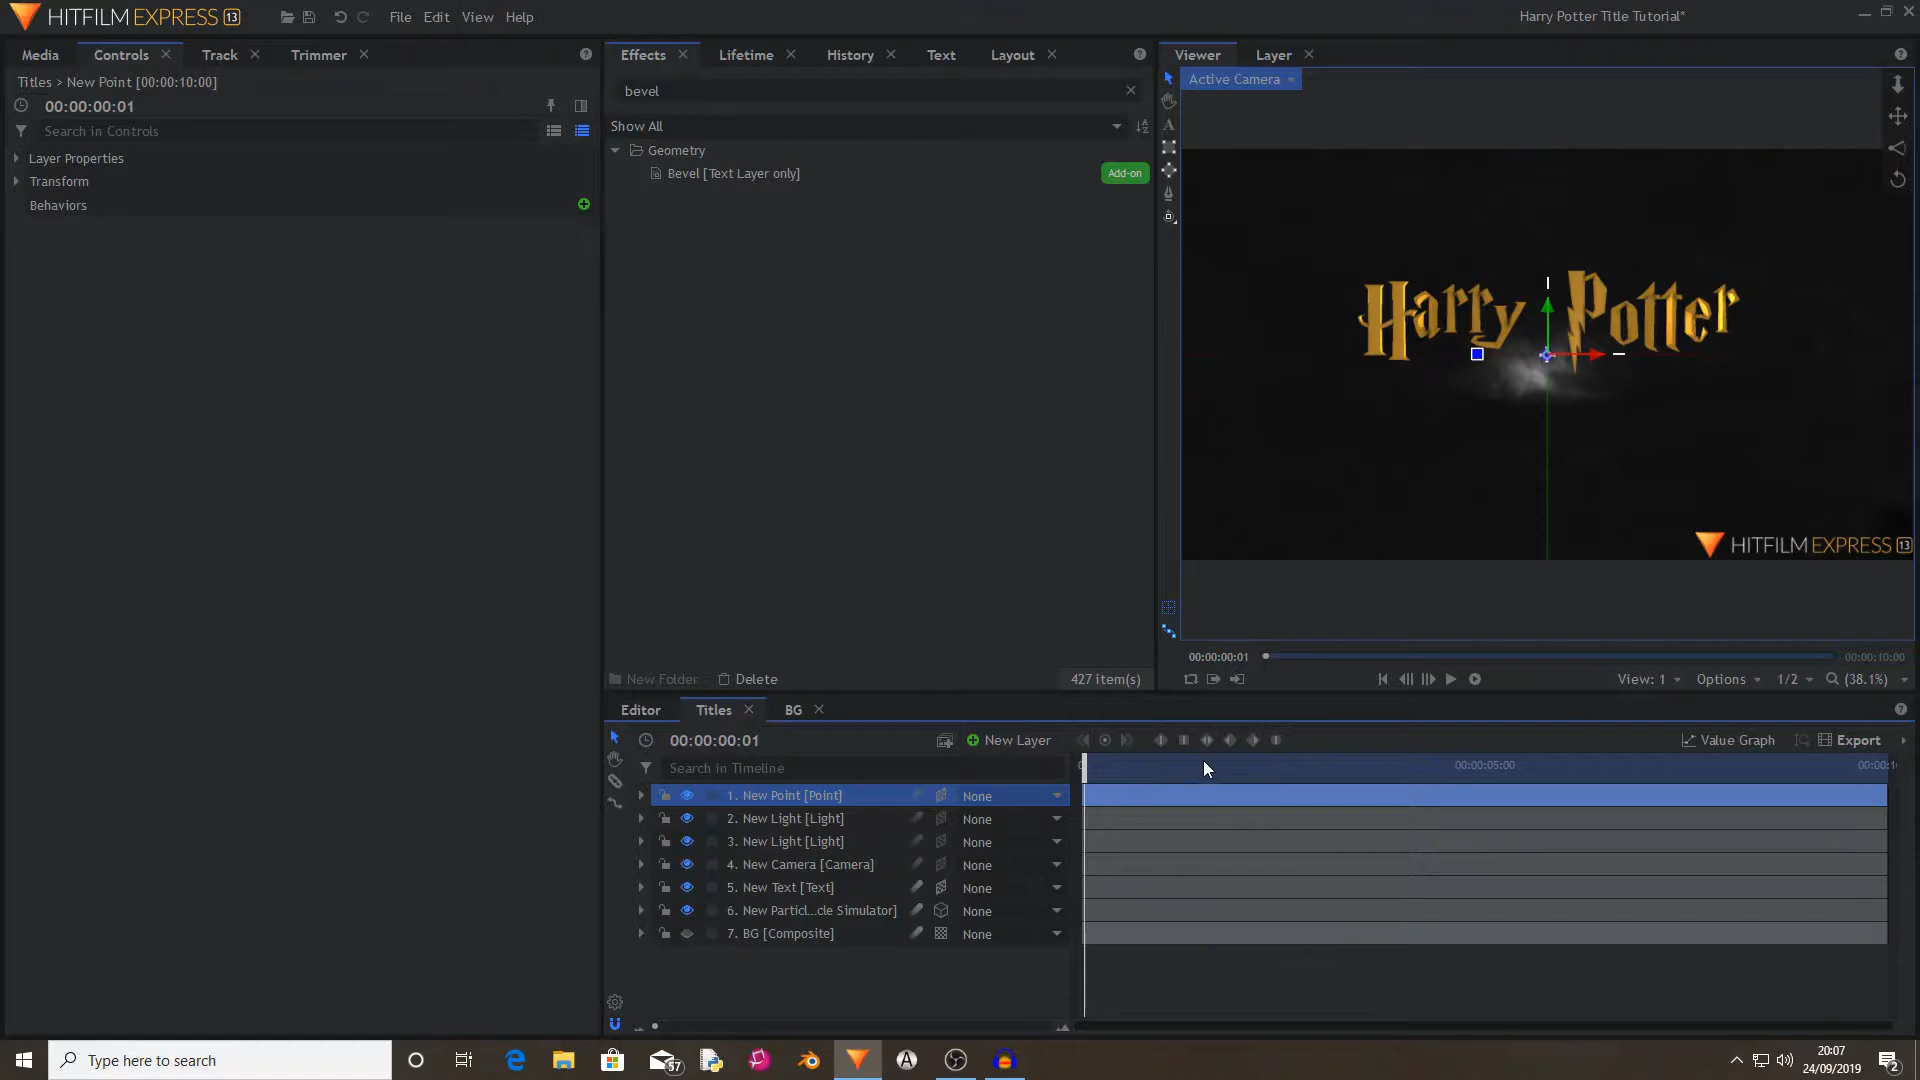 HITFILM EXPRESS 13
File Edit View Help
Harry Potter Title Tutorial*
Media Controls Track Trimmer
Effects Lifetime History Text Layout
Viewer Layer
Titles > New Point [00:00:10:00]
00:00:00:01
Search in Controls
Layer Properties
Transform
Behaviors
bevel
Show All
Geometry
Bevel [Text Layer only] Add-on
New Folder Delete 427 item(s)
Active Camera
Harry Potter
HITFILM EXPRESS 13
00:00:00:01 00:00:10:00
View: 1 Options 1/2 (38.1%)
Editor Titles BG
00:00:00:01 New Layer Value Graph Export
Search in Timeline
00:00:05:00
1. New Point [Point] None
2. New Light [Light] None
3. New Light [Light] None
4. New Camera [Camera] None
5. New Text [Text] None
6. New Particl...cle Simulator] None
7. BG [Composite] None
Type here to search
57
20:07
24/09/2019
2